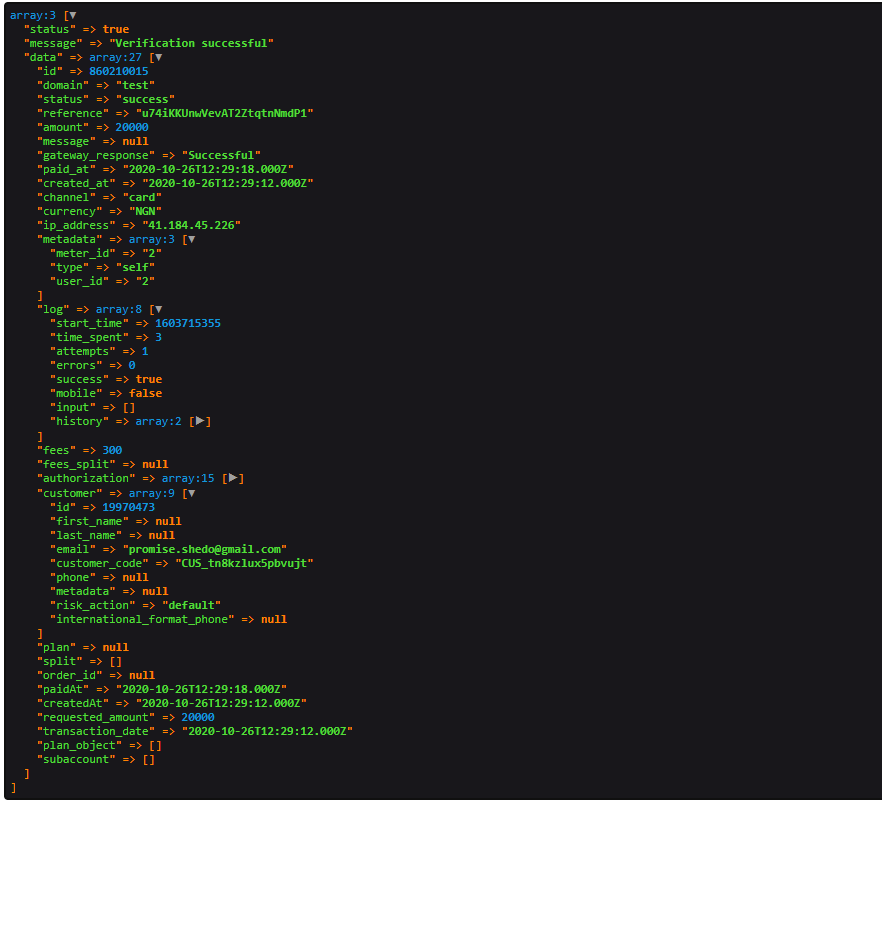 array:3 [▼
  "status" => true
  "message" => "Verification successful"
  "data" => array:27 [▼
    "id" => 860210015
    "domain" => "test"
    "status" => "success"
    "reference" => "u74iKKUnwVevAT2ZtqtnNmdP1"
    "amount" => 20000
    "message" => null
    "gateway_response" => "Successful"
    "paid_at" => "2020-10-26T12:29:18.000Z"
    "created_at" => "2020-10-26T12:29:12.000Z"
    "channel" => "card"
    "currency" => "NGN"
    "ip_address" => "41.184.45.226"
    "metadata" => array:3 [▼
      "meter_id" => "2"
      "type" => "self"
      "user_id" => "2"
    ]
    "log" => array:8 [▼
      "start_time" => 1603715355
      "time_spent" => 3
      "attempts" => 1
      "errors" => 0
      "success" => true
      "mobile" => false
      "input" => []
      "history" => array:2 [▶]
    ]
    "fees" => 300
    "fees_split" => null
    "authorization" => array:15 [▶]
    "customer" => array:9 [▼
      "id" => 19970473
      "first_name" => null
      "last_name" => null
      "email" => "promise.shedo@gmail.com"
      "customer_code" => "CUS_tn8kzlux5pbvujt"
      "phone" => null
      "metadata" => null
      "risk_action" => "default"
      "international_format_phone" => null
    ]
    "plan" => null
    "split" => []
    "order_id" => null
    "paidAt" => "2020-10-26T12:29:18.000Z"
    "createdAt" => "2020-10-26T12:29:12.000Z"
    "requested_amount" => 20000
    "transaction_date" => "2020-10-26T12:29:12.000Z"
    "plan_object" => []
    "subaccount" => []
  ]
]